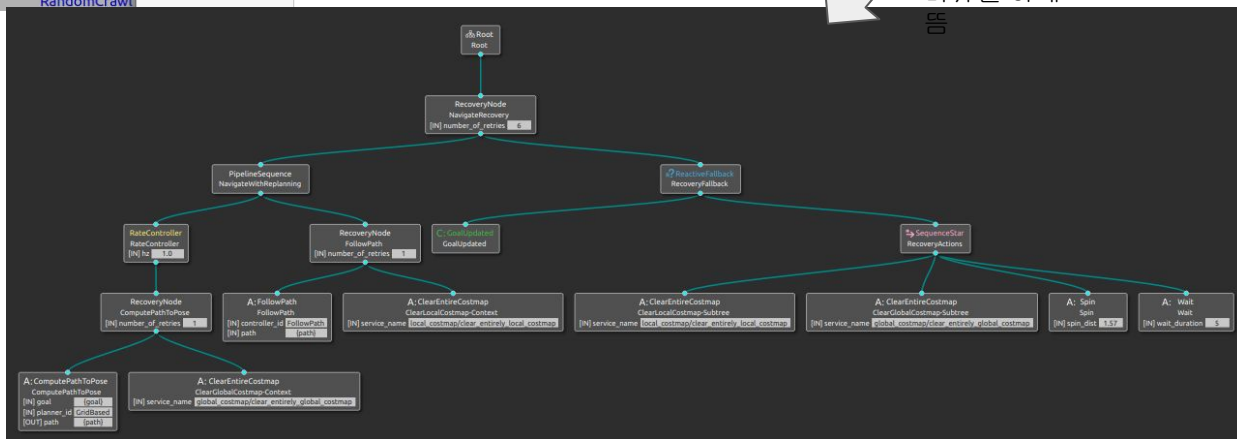 RandomCrawl
뜸
Root
Root
RecoveryNode
NavigateRecovery
[IN] number_of_retries 6
PipelineSequence
NavigateWithReplanning
ReactiveFallback
RecoveryFallback
RateController
RateController
[IN] hz 1.0
RecoveryNode
FollowPath
[IN] number_of_retries 1
C: GoalUpdated
GoalUpdated
SequenceStar
RecoveryActions
RecoveryNode
ComputePathToPose
[IN] number_of_retries 1
A: FollowPath
FollowPath
[IN] controller_id FollowPath
[IN] path {path}
A: ClearEntireCostmap
ClearLocalCostmap-Context
[IN] service_name local_costmap/clear_entirely_local_costmap
A: ClearEntireCostmap
ClearLocalCostmap-Subtree
[IN] service_name local_costmap/clear_entirely_local_costmap
A: ClearEntireCostmap
ClearGlobalCostmap-Subtree
[IN] service_name global_costmap/clear_entirely_global_costmap
A: Spin
Spin
[IN] spin_dist 1.57
A: Wait
Wait
[IN] wait_duration 5
A: ComputePathToPose
ComputePathToPose
[IN] goal {goal}
[IN] planner_id GridBased
[OUT] path {path}
A: ClearEntireCostmap
ClearGlobalCostmap-Context
[IN] service_name global_costmap/clear_entirely_global_costmap